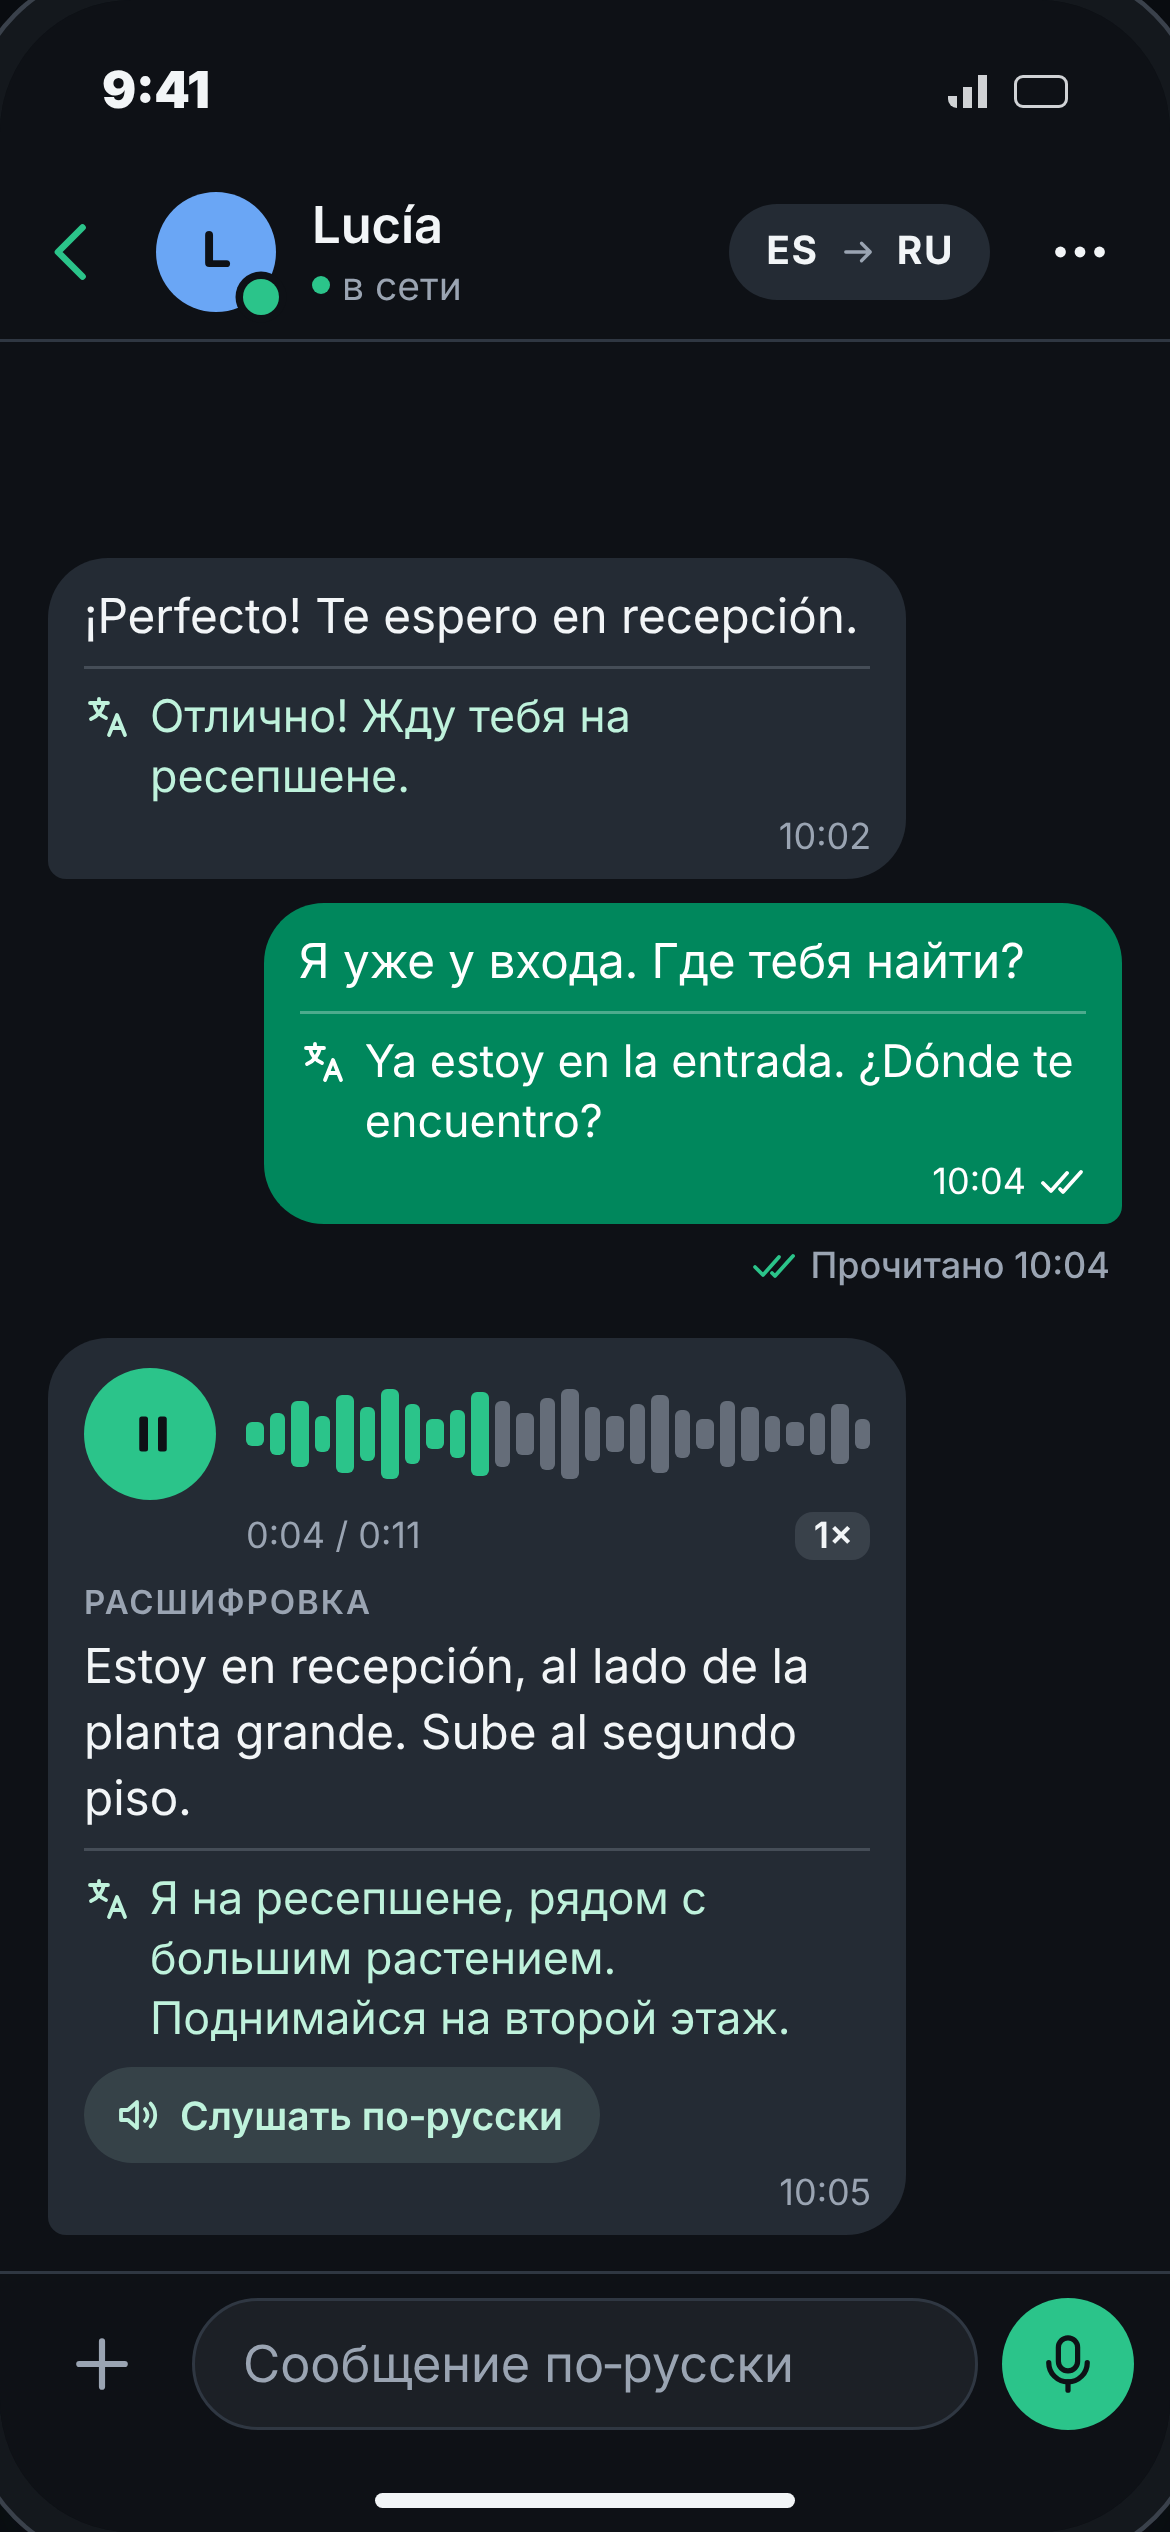 9:41
L
Lucía
в сети
ES → RU
¡Perfecto! Te espero en recepción.
Отлично! Жду тебя на
ресепшене.
10:02
Я уже у входа. Где тебя найти?
Ya estoy en la entrada. ¿Dónde te
encuentro?
10:04
Прочитано 10:04
0:04 / 0:11
1×
РАСШИФРОВКА
Estoy en recepción, al lado de la
planta grande. Sube al segundo
piso.
Я на ресепшене, рядом с
большим растением.
Поднимайся на второй этаж.
Слушать по-русски
10:05
Сообщение по-русски